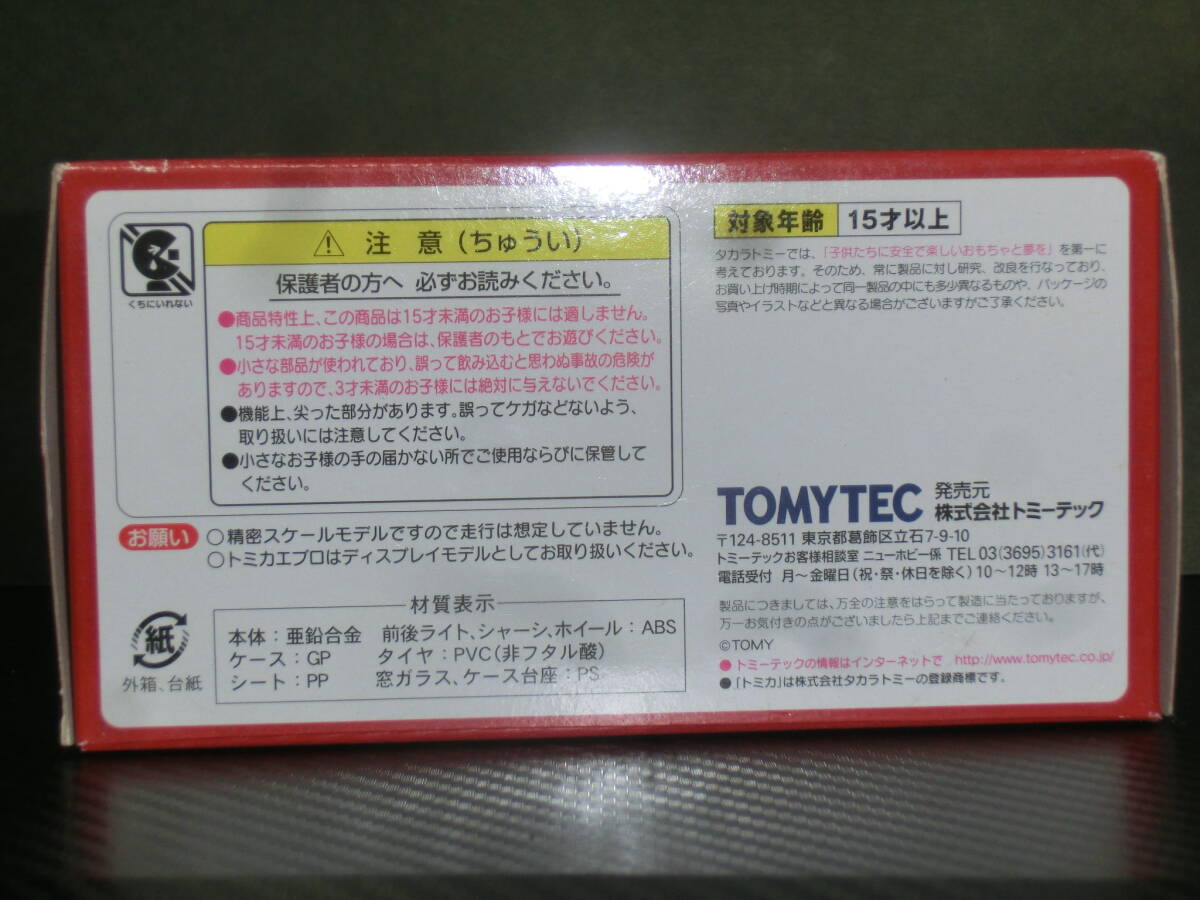 くちにいれない
⚠ 注 意（ちゅうい）
保護者の方へ 必ずお読みください。
●商品特性上、この商品は15才未満のお子様には適しません。
15才未満のお子様の場合は、保護者のもとでお遊びください。
●小さな部品が使われており、誤って飲み込むと思わぬ事故の危険が
ありますので、3才未満のお子様には絶対に与えないでください。
●機能上、尖った部分があります。誤ってケガなどないよう、
取り扱いには注意してください。
●小さなお子様の手の届かない所でご使用ならびに保管して
ください。
お願い
○精密スケールモデルですので走行は想定していません。
○トミカエブロはディスプレイモデルとしてお取り扱いください。
紙
外箱、台紙
材質表示
本体：亜鉛合金 前後ライト、シャーシ、ホイール：ABS
ケース：GP タイヤ：PVC（非フタル酸）
シート：PP 窓ガラス、ケース台座：PS
対象年齢 15才以上
タカラトミーでは、「子供たちに安全で楽しいおもちゃと夢を」を第一に
考えております。そのため、常に製品に対し研究、改良を行なっており、
お買い上げ時期によって同一製品の中にも多少異なるものや、パッケージの
写真やイラストなどと異なる場合がございますがご了承ください。
TOMYTEC 発売元
株式会社トミーテック
〒124-8511 東京都葛飾区立石7-9-10
トミーテックお客様相談室 ニューホビー係 TEL 03(3695)3161(代)
電話受付 月～金曜日（祝・祭・休日を除く）10～12時 13～17時
製品につきましては、万全の注意をはらって製造に当たっておりますが、
万一お気付きの点がございましたら上記までご連絡ください。
©TOMY
●トミーテックの情報はインターネットで http://www.tomytec.co.jp/
●「トミカ」は株式会社タカラトミーの登録商標です。